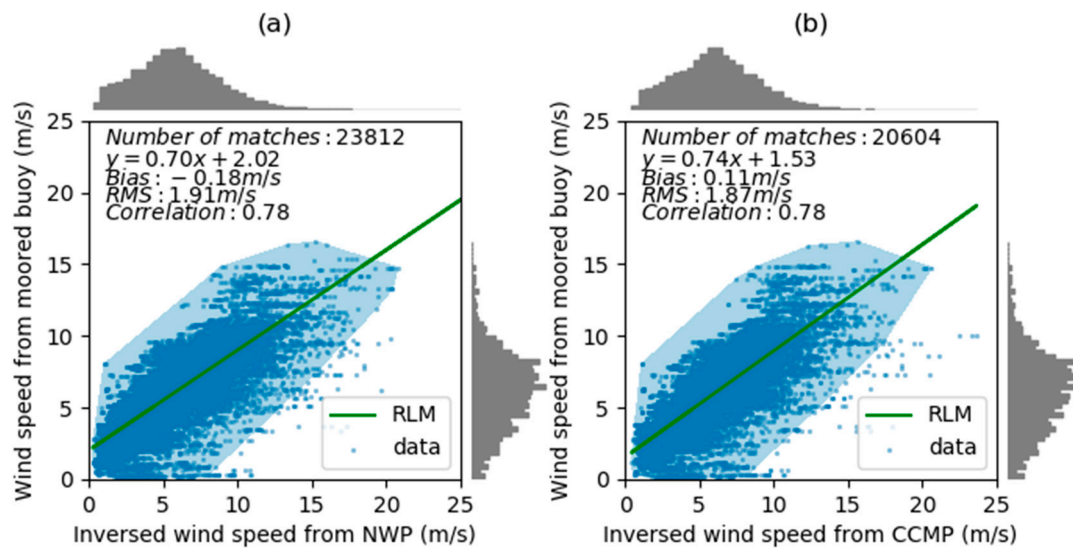 (a)
(b)
Number of matches: 23812
y = 0.70x + 2.02
Bias: − 0.18m/s
RMS: 1.91m/s
Correlation: 0.78
Wind speed from moored buoy (m/s)
25
20
15
10
5
0
RLM
data
0 5 10 15 20 25
Inversed wind speed from NWP (m/s)
Number of matches: 20604
y = 0.74x + 1.53
Bias: 0.11m/s
RMS: 1.87m/s
Correlation: 0.78
Wind speed from moored buoy (m/s)
25
20
15
10
5
0
RLM
data
0 5 10 15 20 25
Inversed wind speed from CCMP (m/s)